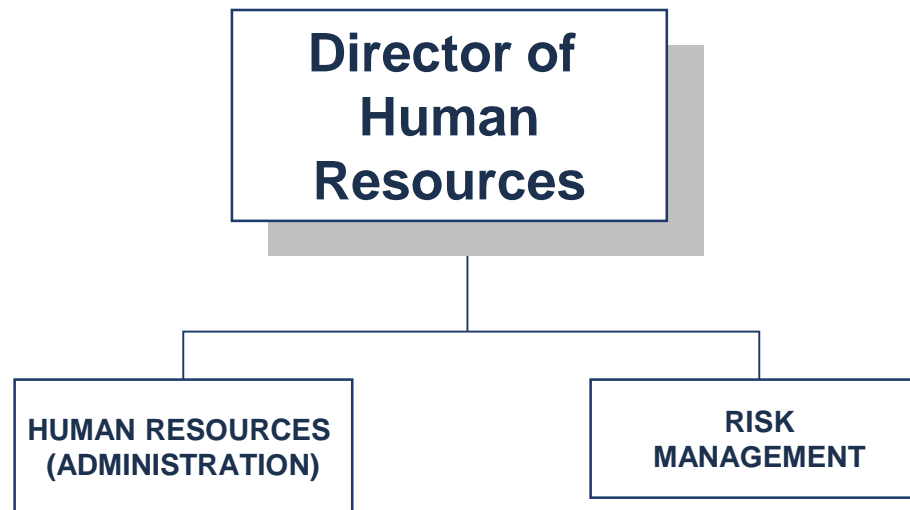 Director of
Human
Resources
HUMAN RESOURCES
(ADMINISTRATION)
RISK
MANAGEMENT